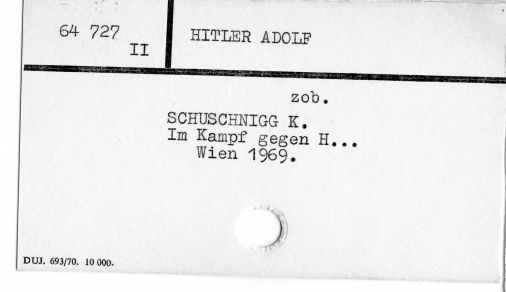 64 727
II
HITLER ADOLF
zob.
SCHUSCHNIGG K.
Im Kampf gegen H...
Wien 1969.
DUJ. 693/70. 10 000.